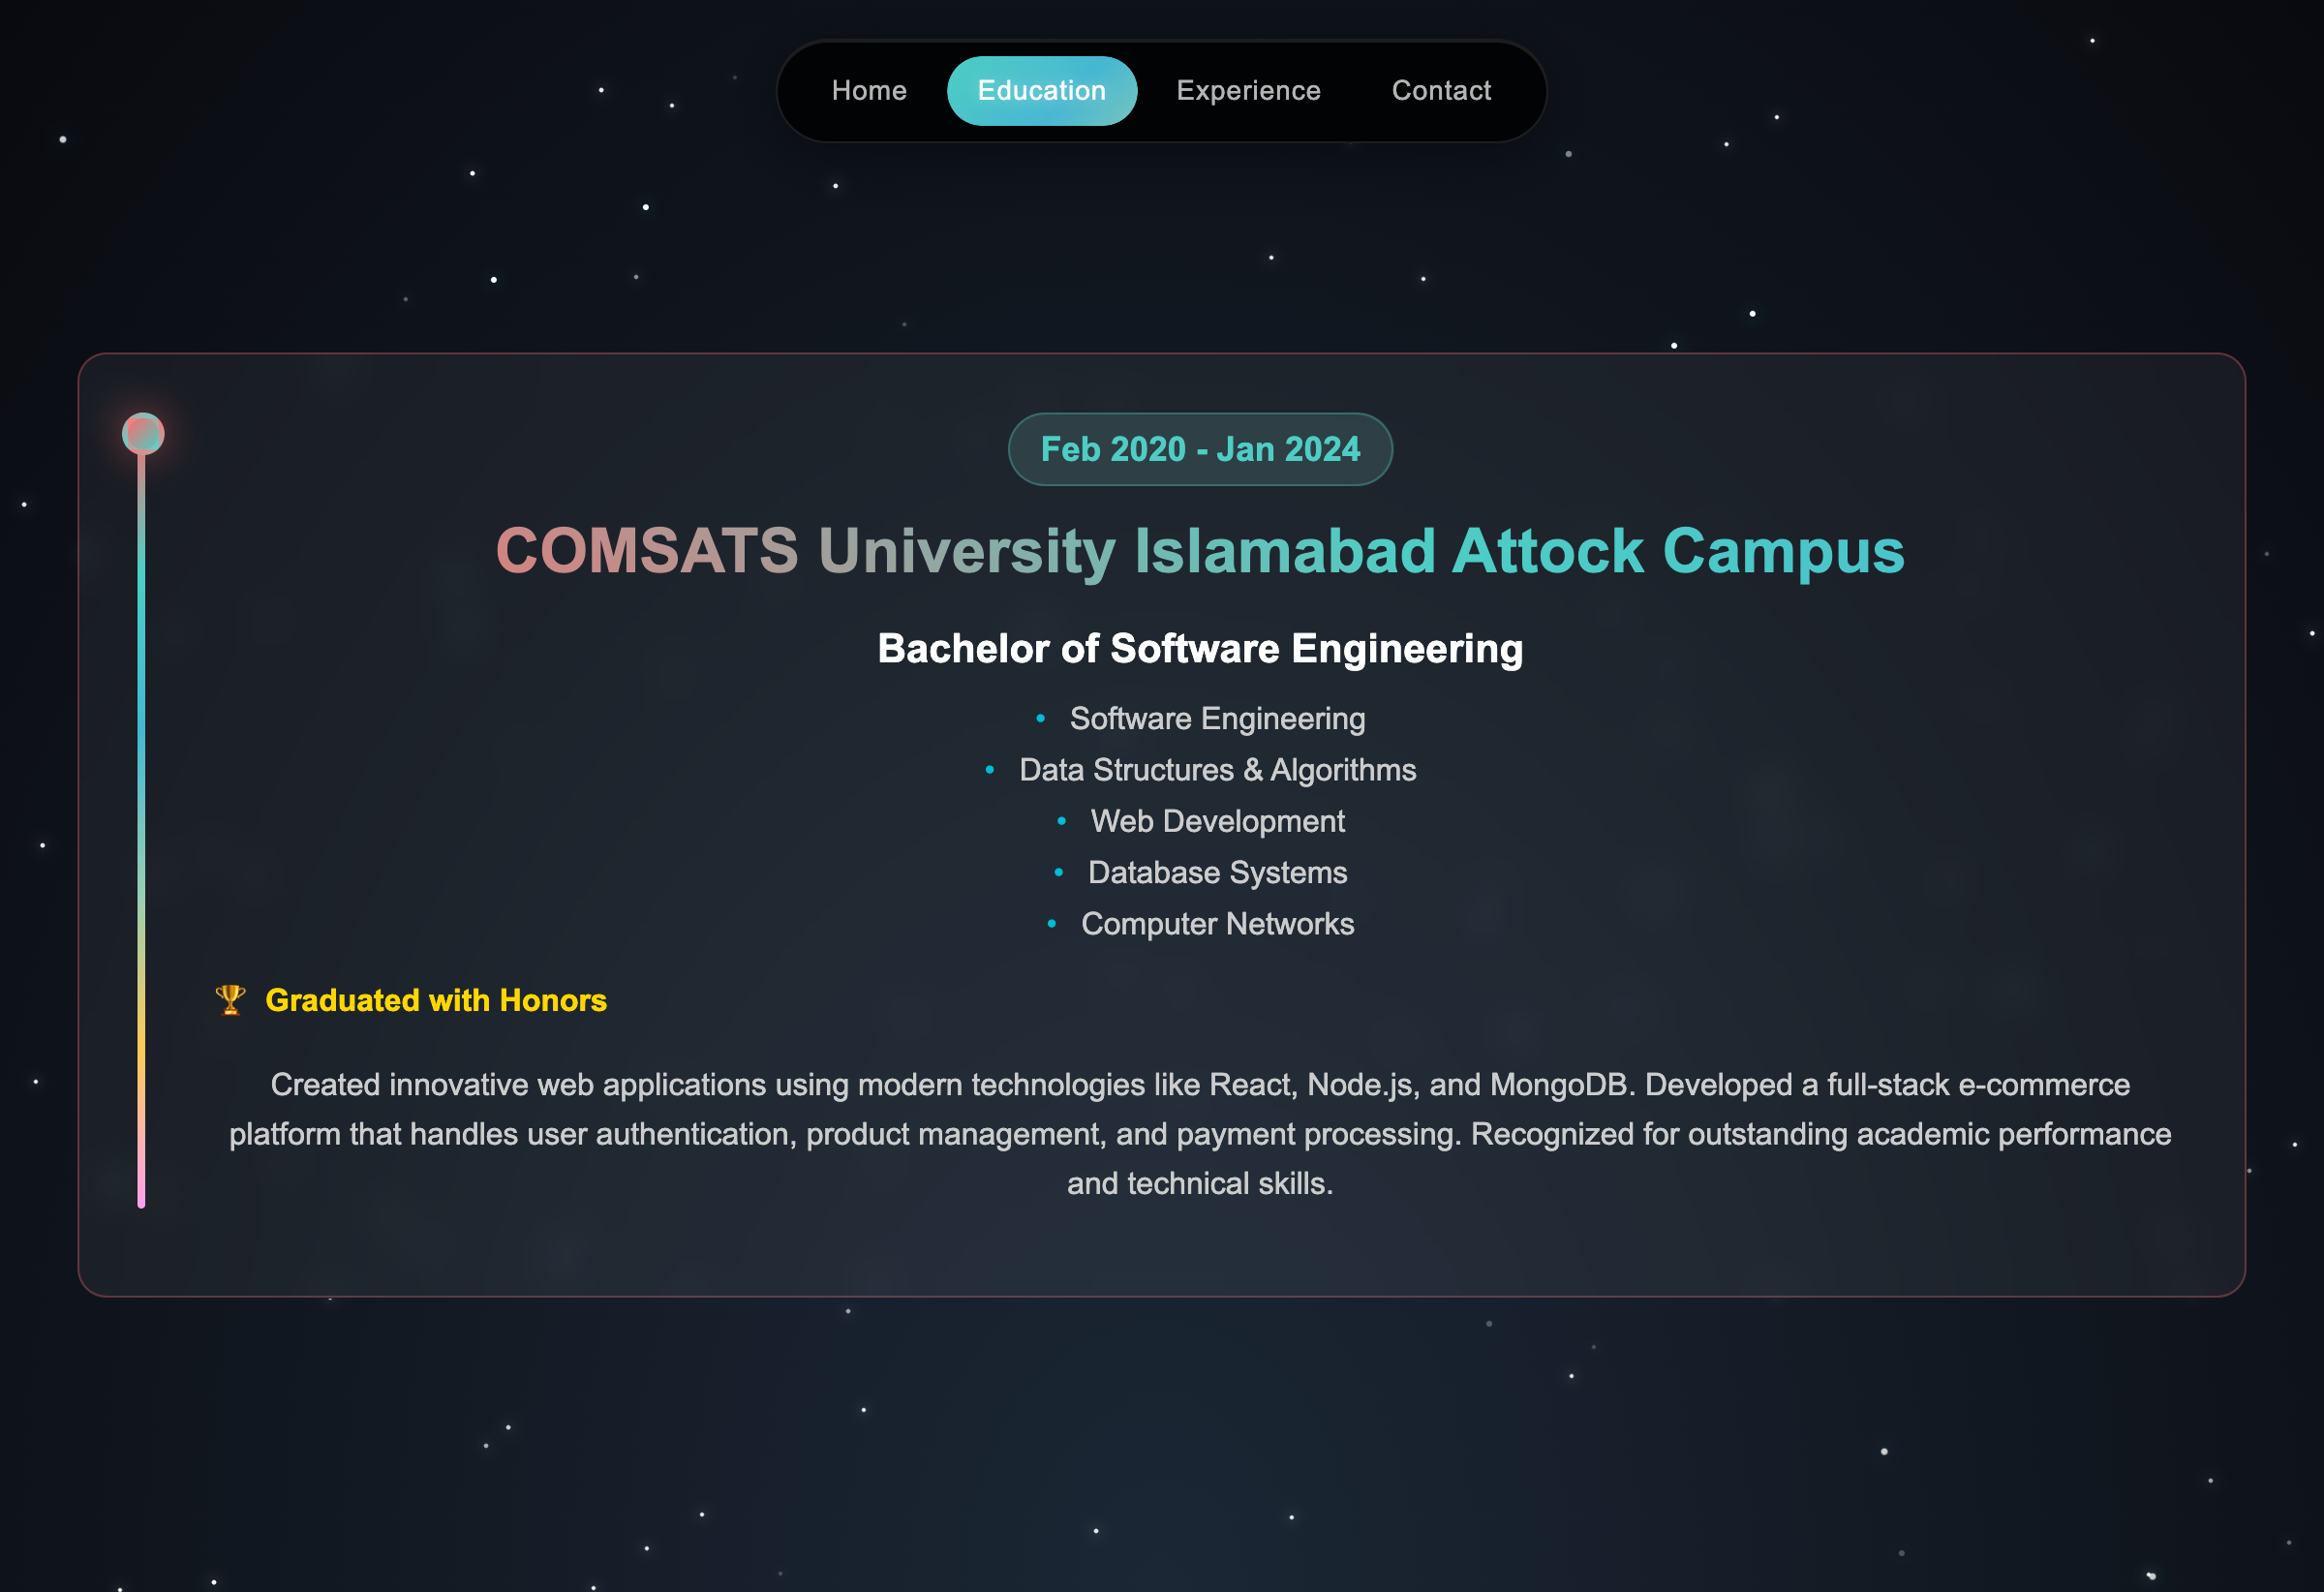 Home Education Experience Contact
Feb 2020 - Jan 2024
COMSATS University Islamabad Attock Campus
Bachelor of Software Engineering
• Software Engineering
• Data Structures & Algorithms
• Web Development
• Database Systems
• Computer Networks
🏆 Graduated with Honors
Created innovative web applications using modern technologies like React, Node.js, and MongoDB. Developed a full-stack e-commerce
platform that handles user authentication, product management, and payment processing. Recognized for outstanding academic performance
and technical skills.